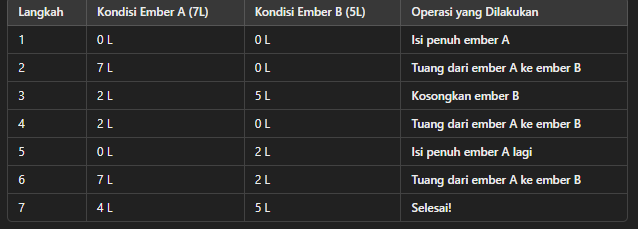 Langkah Kondisi Ember A (7L) Kondisi Ember B (5L) Operasi yang Dilakukan
1 0 L 0 L Isi penuh ember A
2 7 L 0 L Tuang dari ember A ke ember B
3 2 L 5 L Kosongkan ember B
4 2 L 0 L Tuang dari ember A ke ember B
5 0 L 2 L Isi penuh ember A lagi
6 7 L 2 L Tuang dari ember A ke ember B
7 4 L 5 L Selesai!